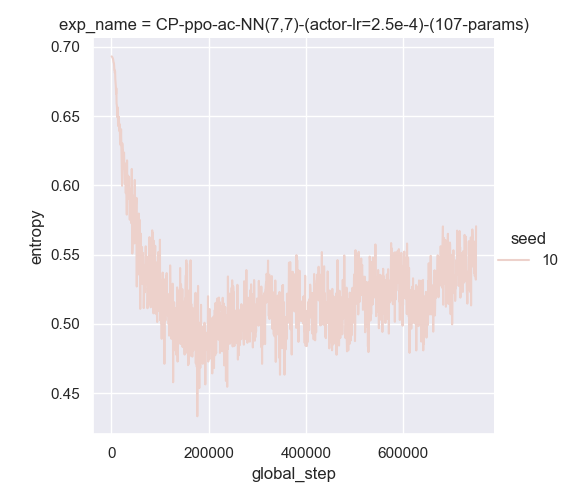 exp_name = CP-ppo-ac-NN(7,7)-(actor-lr=2.5e-4)-(107-params)
0.70
0.65
0.60
0.55
0.50
0.45
entropy
seed
10
0
200000
400000
600000
global_step